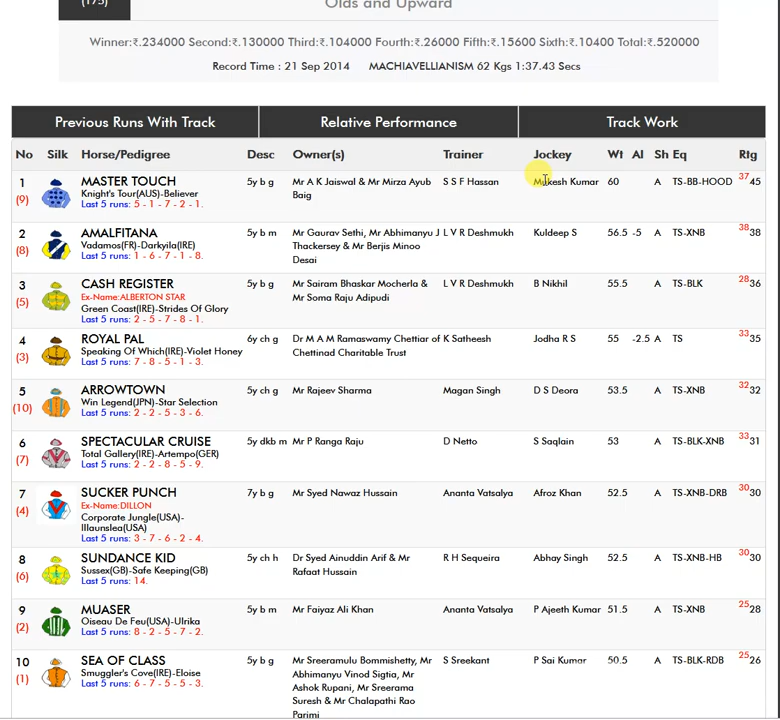 (175)
Olds and Upward
Winner:₹.234000 Second:₹.130000 Third:₹.104000 Fourth:₹.26000 Fifth:₹.15600 Sixth:₹.10400 Total:₹.520000
Record Time : 21 Sep 2014 MACHIAVELLIANISM 62 Kgs 1:37.43 Secs
Previous Runs With Track Relative Performance Track Work
No Silk Horse/Pedigree Desc Owner(s) Trainer Jockey Wt Al Sh Eq Rtg
1 MASTER TOUCH 5y b g Mr A K Jaiswal & Mr Mirza Ayub S S F Hassan Mukesh Kumar 60 A TS-BB-HOOD 37 45
(9) Knight's Tour(AUS)-Believer Baig
Last 5 runs: 5 - 1 - 7 - 2 - 1.
2 AMALFITANA 5y b m Mr Gaurav Sethi, Mr Abhimanyu J L V R Deshmukh Kuldeep S 56.5 -5 A TS-XNB 38 38
(8) Vadamos(FR)-Darkyila(IRE) Thackersey & Mr Berjis Minoo
Last 5 runs: 1 - 6 - 7 - 1 - 8. Desai
3 CASH REGISTER 5y b g Mr Sairam Bhaskar Mocherla & L V R Deshmukh B Nikhil 55.5 A TS-BLK 28 36
(5) Ex-Name:ALBERTON STAR Mr Soma Raju Adipudi
Green Coast(IRE)-Strides Of Glory
Last 5 runs: 2 - 5 - 7 - 8 - 1.
4 ROYAL PAL 6y ch g Dr M A M Ramaswamy Chettiar of K Satheesh Jodha R S 55 -2.5 A TS 33 35
(3) Speaking Of Which(IRE)-Violet Honey Chettinad Charitable Trust
Last 5 runs: 7 - 8 - 5 - 1 - 3.
5 ARROWTOWN 5y ch g Mr Rajeev Sharma Magan Singh D S Deora 53.5 A TS-XNB 32 32
(10) Win Legend(JPN)-Star Selection
Last 5 runs: 2 - 2 - 5 - 3 - 6.
6 SPECTACULAR CRUISE 5y dkb m Mr P Ranga Raju D Netto S Saqlain 53 A TS-BLK-XNB 33 31
(7) Total Gallery(IRE)-Artempo(GER)
Last 5 runs: 2 - 2 - 8 - 5 - 9.
7 SUCKER PUNCH 7y b g Mr Syed Nawaz Hussain Ananta Vatsalya Afroz Khan 52.5 A TS-XNB-DRB 30 30
(4) Ex-Name:DILLON
Corporate Jungle(USA)-
Illaunslea(USA)
Last 5 runs: 3 - 7 - 6 - 2 - 4.
8 SUNDANCE KID 5y ch h Dr Syed Ainuddin Arif & Mr R H Sequeira Abhay Singh 52.5 A TS-XNB-HB 30 30
(6) Sussex(GB)-Safe Keeping(GB) Rafaat Hussain
Last 5 runs: 14.
9 MUASER 5y b m Mr Faiyaz Ali Khan Ananta Vatsalya P Ajeeth Kumar 51.5 A TS-XNB 25 28
(2) Oiseau De Feu(USA)-Ulrika
Last 5 runs: 8 - 2 - 5 - 7 - 2.
10 SEA OF CLASS 5y b g Mr Sreeramulu Bommishetty, Mr S Sreekant P Sai Kumar 50.5 A TS-BLK-RDB 25 26
(1) Smuggler's Cove(IRE)-Eloise Abhimanyu Vinod Sigtia, Mr
Last 5 runs: 6 - 7 - 5 - 5 - 3. Ashok Rupani, Mr Sreerama
Suresh & Mr Chalapathi Rao
Parimi